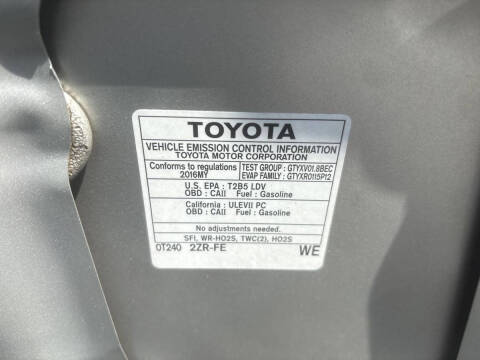 TOYOTA
VEHICLE EMISSION CONTROL INFORMATION
TOYOTA MOTOR CORPORATION
Conforms to regulations TEST GROUP : GTYXV01.8BEC
2016MY EVAP FAMILY : GTYXR0115P12
U.S. EPA : T2B5 LDV
OBD : CAII Fuel : Gasoline
California : ULEVII PC
OBD : CAII Fuel : Gasoline
No adjustments needed.
SFI, WR-HO2S, TWC(2), HO2S
0T240 2ZR-FE WE